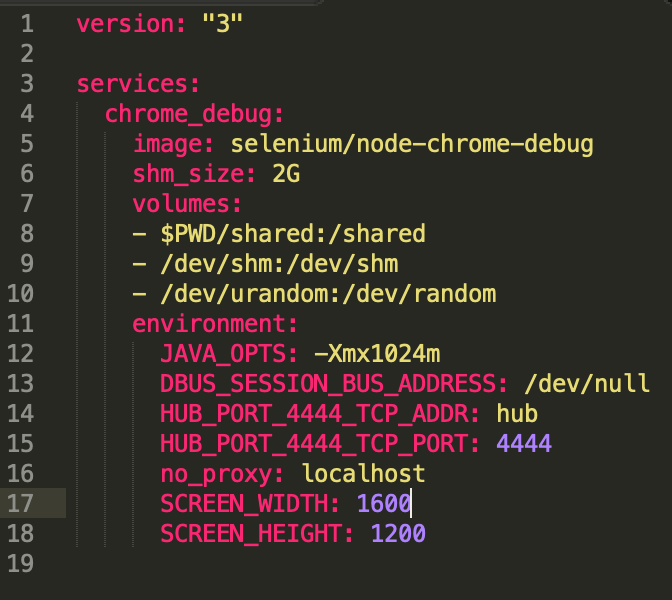 1 version: "3"
2
3 services:
4 chrome_debug:
5 image: selenium/node-chrome-debug
6 shm_size: 2G
7 volumes:
8 - $PWD/shared:/shared
9 - /dev/shm:/dev/shm
10 - /dev/urandom:/dev/random
11 environment:
12 JAVA_OPTS: -Xmx1024m
13 DBUS_SESSION_BUS_ADDRESS: /dev/null
14 HUB_PORT_4444_TCP_ADDR: hub
15 HUB_PORT_4444_TCP_PORT: 4444
16 no_proxy: localhost
17 SCREEN_WIDTH: 1600
18 SCREEN_HEIGHT: 1200
19